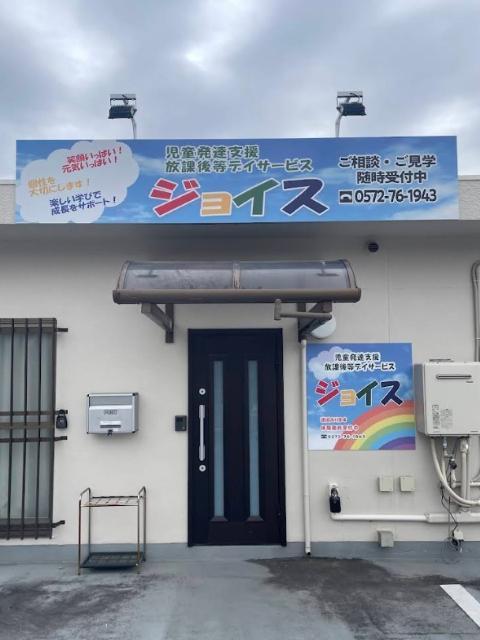 笑顔いっぱい！
元気いっぱい！
個性を
大切にします！
楽しい学びで
成長をサポート！
児童発達支援
放課後等デイサービス
ジョイス
ご相談・ご見学
随時受付中
☎0572-76-1943
児童発達支援
放課後等デイサービス
ジョイス
☎0572-76-1943